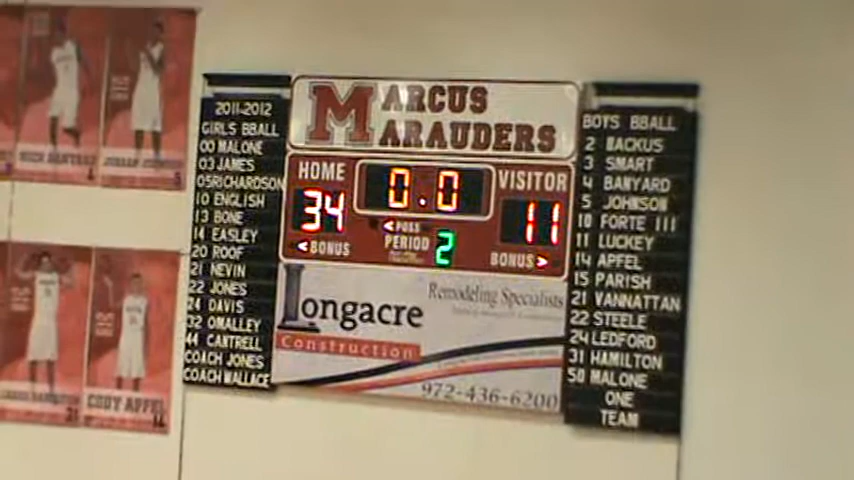 2011-2012
GIRLS BBALL
00 MALONE
03 JAMES
05RICHARDSON
10 ENGLISH
13 BONE
14 EASLEY
20 ROOF
21 NEVIN
22 JONES
24 DAVIS
32 OMALLEY
44 CANTRELL
COACH JONES
COACH WALLACE
M MARCUS
MARAUDERS
HOME
0.0
VISITOR
34
11
<POSS
PERIOD
2
<BONUS
BONUS>
Longacre
Construction
Remodeling Specialists
972-436-6200
BOYS BBALL
2 MACKUS
3 SMART
4 BANYARD
5 JOHNSON
10 FORTE III
11 LUCKEY
14 APFEL
15 PARISH
21 VANNATTAN
22 STEELE
24 LEDFORD
31 HAMILTON
50 MALONE
ONE
TEAM
CODY APFEL